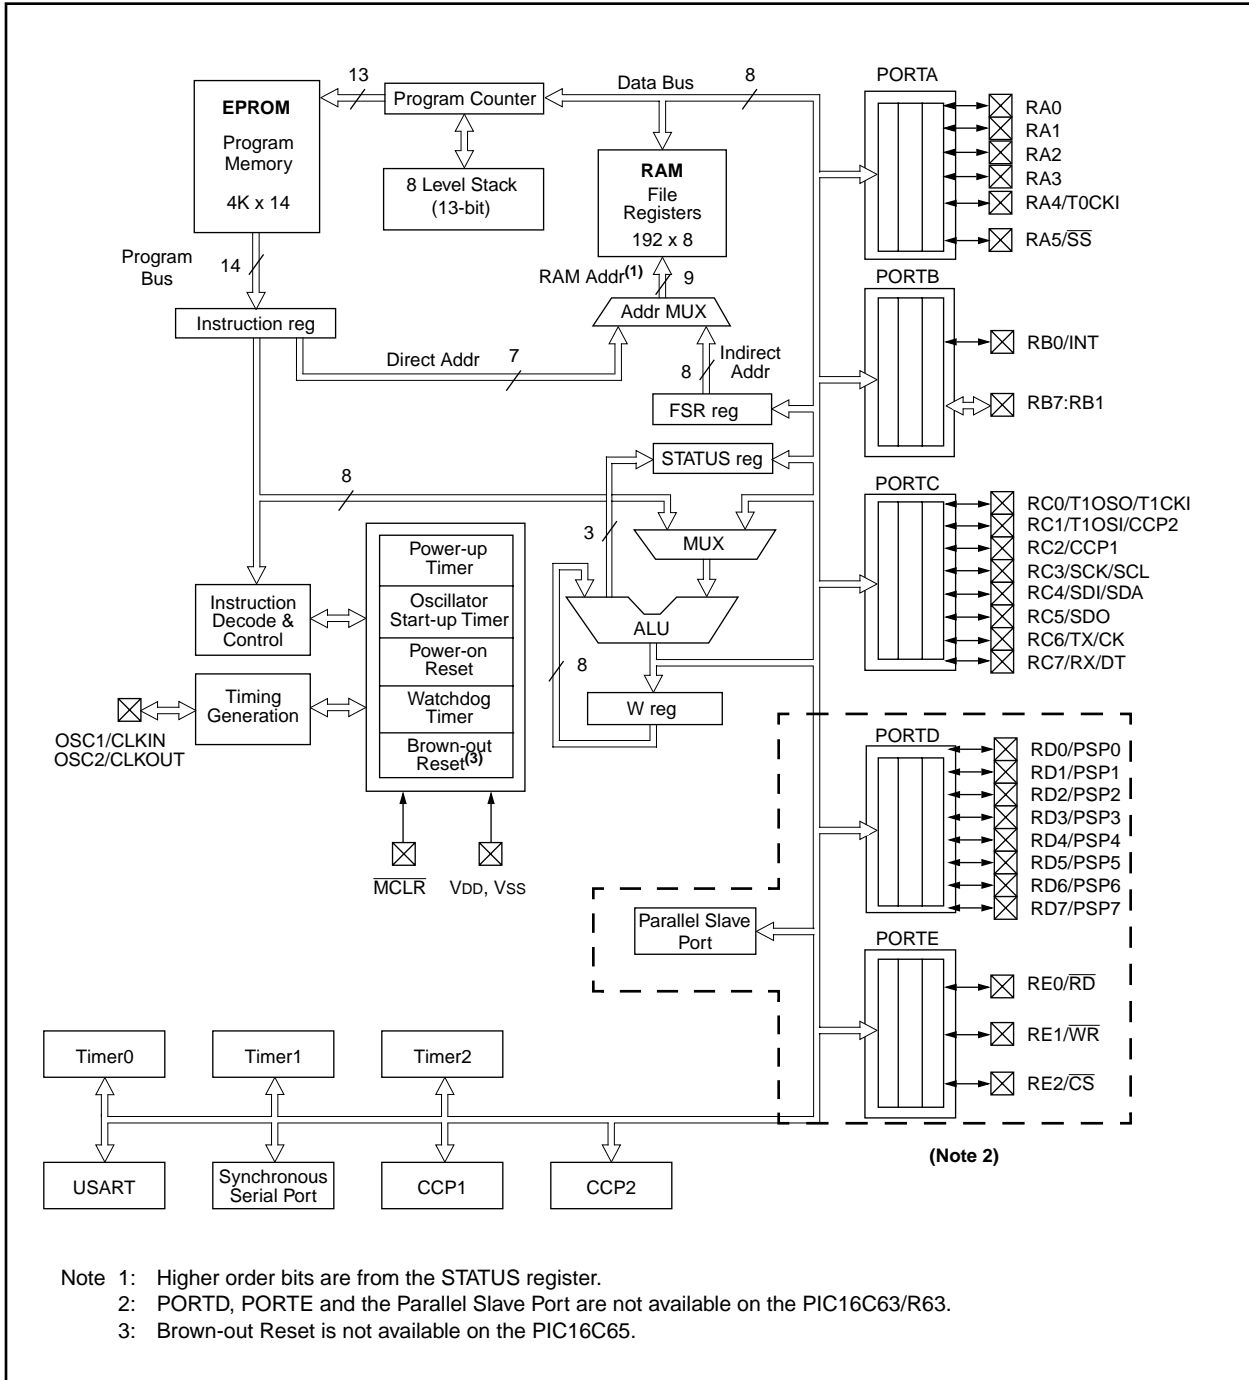 EPROM
Program
Memory
4K x 14
13
Program Counter
Data Bus
8
8 Level Stack
(13-bit)
RAM
File
Registers
192 x 8
Program
Bus
14
RAM Addr(1)
9
Instruction reg
Addr MUX
Direct Addr
7
8
Indirect
Addr
FSR reg
STATUS reg
8
3
MUX
ALU
8
W reg
Instruction
Decode &
Control
Timing
Generation
OSC1/CLKIN
OSC2/CLKOUT
Power-up
Timer
Oscillator
Start-up Timer
Power-on
Reset
Watchdog
Timer
Brown-out
Reset(3)
MCLR
VDD, VSS
PORTA
RA0
RA1
RA2
RA3
RA4/T0CKI
RA5/SS
PORTB
RB0/INT
RB7:RB1
PORTC
RC0/T1OSO/T1CKI
RC1/T1OSI/CCP2
RC2/CCP1
RC3/SCK/SCL
RC4/SDI/SDA
RC5/SDO
RC6/TX/CK
RC7/RX/DT
PORTD
RD0/PSP0
RD1/PSP1
RD2/PSP2
RD3/PSP3
RD4/PSP4
RD5/PSP5
RD6/PSP6
RD7/PSP7
Parallel Slave
Port
PORTE
RE0/RD
RE1/WR
RE2/CS
(Note 2)
Timer0
Timer1
Timer2
USART
Synchronous
Serial Port
CCP1
CCP2
Note 1: Higher order bits are from the STATUS register.
2: PORTD, PORTE and the Parallel Slave Port are not available on the PIC16C63/R63.
3: Brown-out Reset is not available on the PIC16C65.